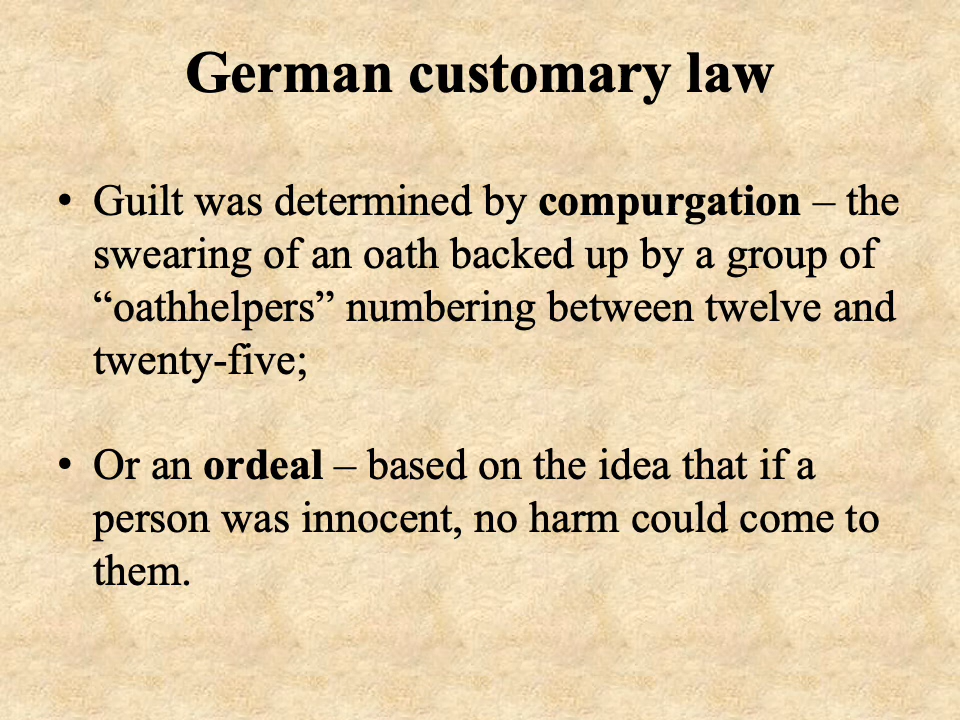 German customary law
• Guilt was determined by compurgation – the
swearing of an oath backed up by a group of
“oathhelpers” numbering between twelve and
twenty-five;
• Or an ordeal – based on the idea that if a
person was innocent, no harm could come to
them.